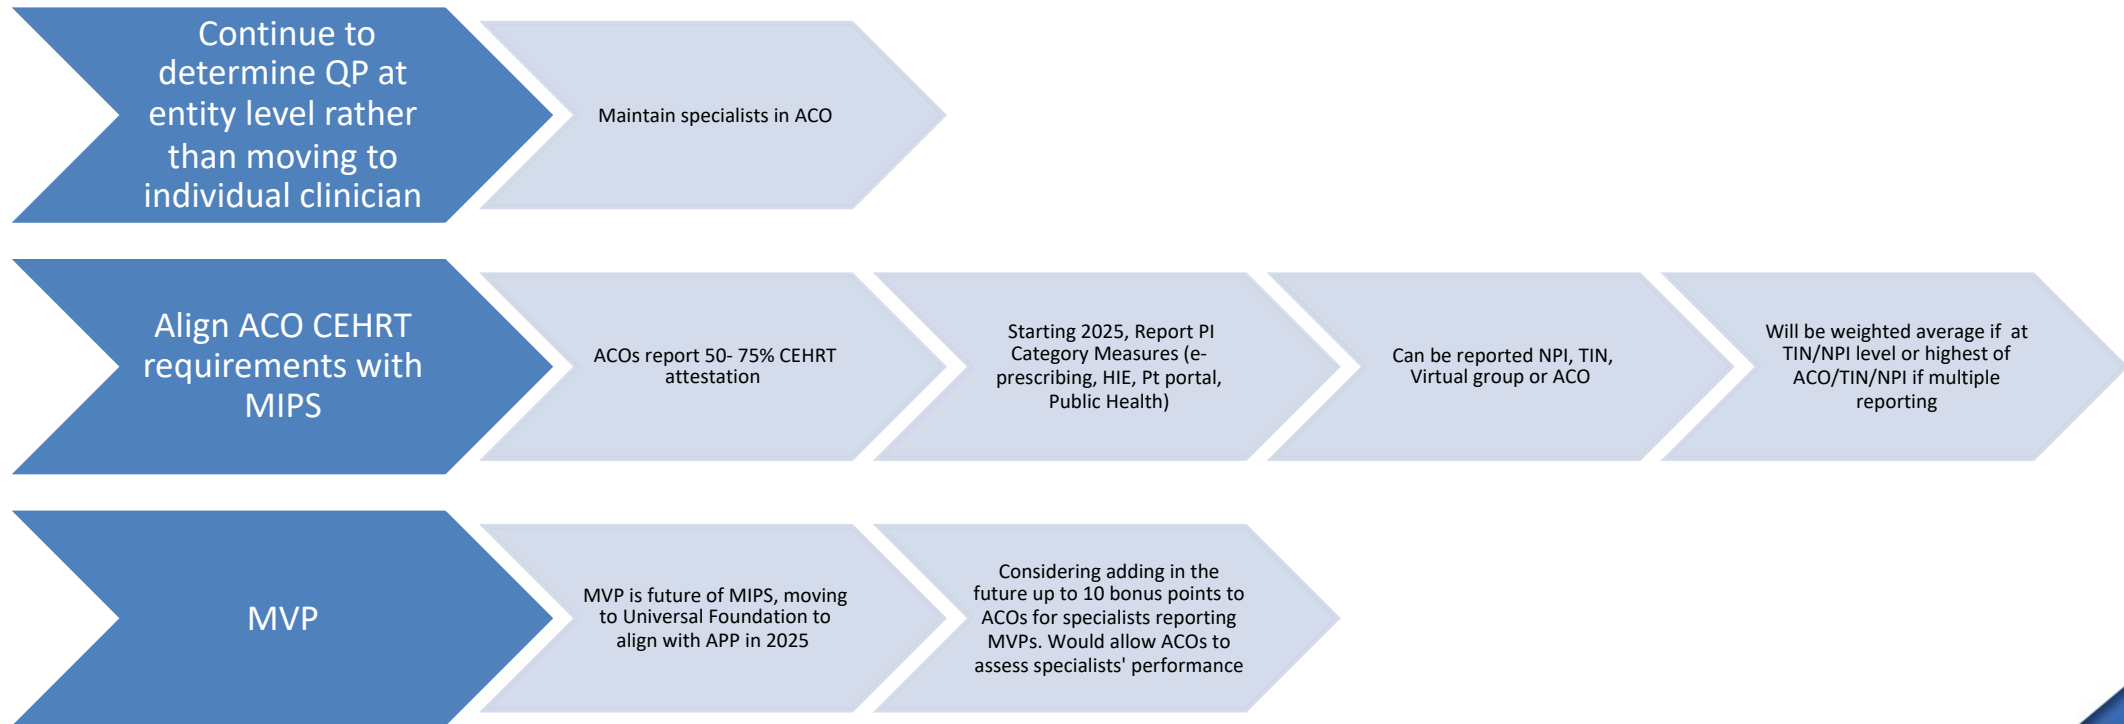 Continue to
determine QP at
entity level rather
than moving to
individual clinician
Maintain specialists in ACO
Align ACO CEHRT
requirements with
MIPS
ACOs report 50- 75% CEHRT
attestation
Starting 2025, Report PI
Category Measures (e-
prescribing, HIE, Pt portal,
Public Health)
Can be reported NPI, TIN,
Virtual group or ACO
Will be weighted average if  at
TIN/NPI level or highest of
ACO/TIN/NPI if multiple
reporting
MVP
MVP is future of MIPS, moving
to Universal Foundation to
align with APP in 2025
Considering adding in the
future up to 10 bonus points to
ACOs for specialists reporting
MVPs. Would allow ACOs to
assess specialists' performance